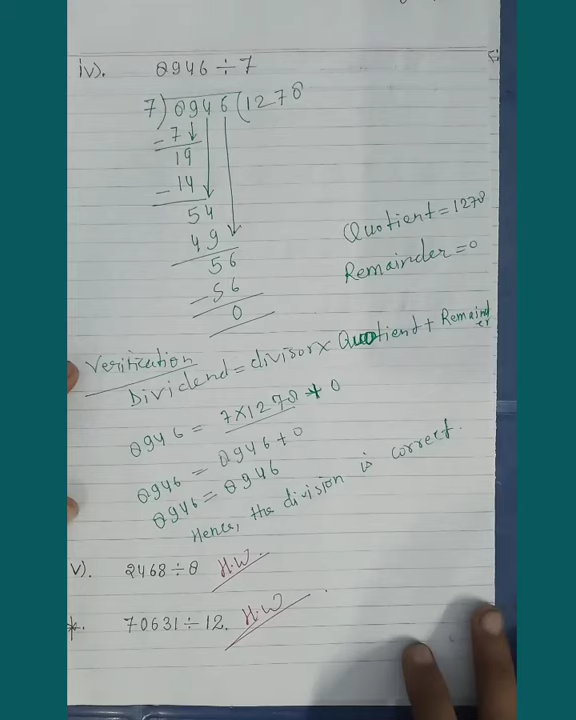 iv). 8946 ÷ 7
7)8946(1278
- 7
19
- 14
54
49
56
- 56
0
Quotient = 1278
Remainder = 0
Verification
Dividend = divisor × Quotient + Remainder
8946 = 7×1278 + 0
8946 = 8946 + 0
8946 = 8946
Hence, the division is correct.
v). 2468 ÷ 8 H.W.
*. 70631 ÷ 12. H.W